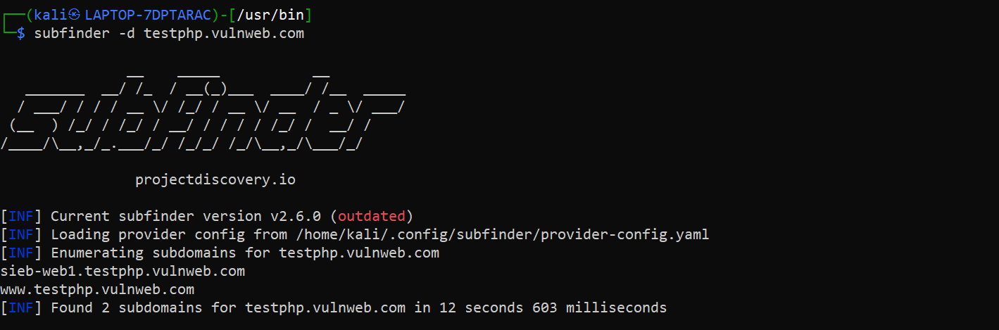 ┌──(kali㉿LAPTOP-7DPTARAC)-[/usr/bin]
└─$ subfinder -d testphp.vulnweb.com
               __    _____            __
   _______  __/ /_  / __(_)___  ____/ /__  _____
  / ___/ / / / __ \/ /_/ / __ \/ __  / _ \/ ___/
 (__  ) /_/ / /_/ / __/ / / / / /_/ /  __/ /
/____/\__,_/_.___/_/ /_/_/ /_/\__,_/\___/_/
projectdiscovery.io
[INF] Current subfinder version v2.6.0 (outdated)
[INF] Loading provider config from /home/kali/.config/subfinder/provider-config.yaml
[INF] Enumerating subdomains for testphp.vulnweb.com
sieb-web1.testphp.vulnweb.com
www.testphp.vulnweb.com
[INF] Found 2 subdomains for testphp.vulnweb.com in 12 seconds 603 milliseconds